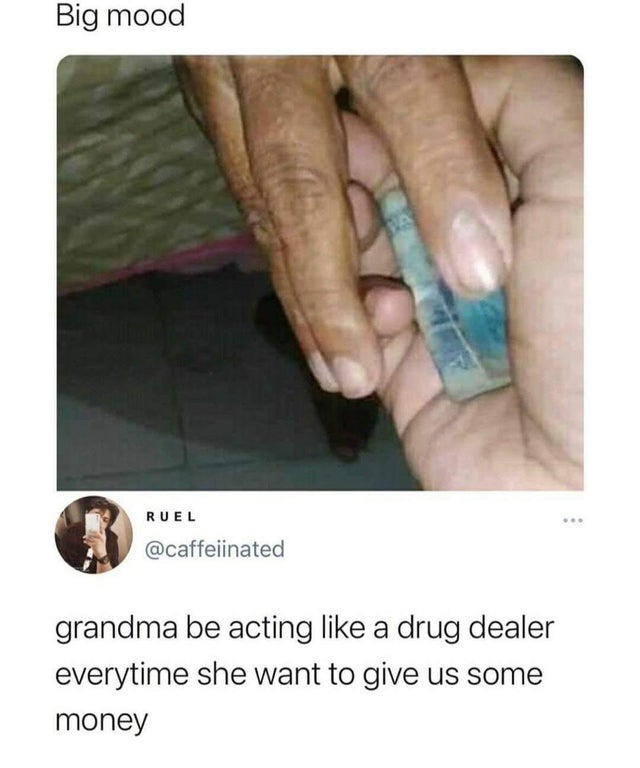 Big mood
RUEL
@caffeiinated
grandma be acting like a drug dealer
everytime she want to give us some
money